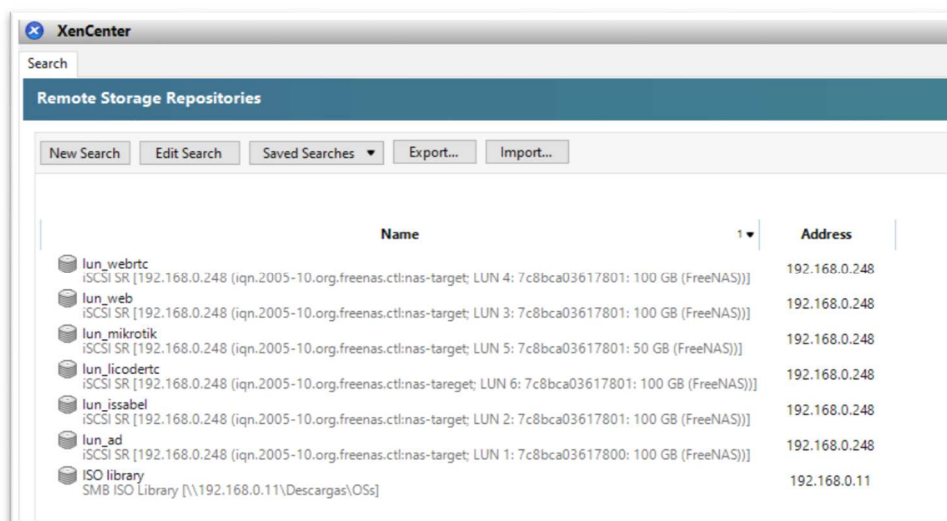 XenCenter
Search
Remote Storage Repositories
New Search Edit Search Saved Searches Export... Import...
Name 1 Address
lun_webrtc
iSCSI SR [192.168.0.248 (iqn.2005-10.org.freenas.ctl:nas-target; LUN 4: 7c8bca03617801: 100 GB (FreeNAS))] 192.168.0.248
lun_web
iSCSI SR [192.168.0.248 (iqn.2005-10.org.freenas.ctl:nas-target; LUN 3: 7c8bca03617801: 100 GB (FreeNAS))] 192.168.0.248
lun_mikrotik
iSCSI SR [192.168.0.248 (iqn.2005-10.org.freenas.ctl:nas-target; LUN 5: 7c8bca03617801: 50 GB (FreeNAS))] 192.168.0.248
lun_licodertc
iSCSI SR [192.168.0.248 (iqn.2005-10.org.freenas.ctl:nas-tareget; LUN 6: 7c8bca03617801: 100 GB (FreeNAS))] 192.168.0.248
lun_issabel
iSCSI SR [192.168.0.248 (iqn.2005-10.org.freenas.ctl:nas-target; LUN 2: 7c8bca03617801: 100 GB (FreeNAS))] 192.168.0.248
lun_ad
iSCSI SR [192.168.0.248 (iqn.2005-10.org.freenas.ctl:nas-target; LUN 1: 7c8bca03617800: 100 GB (FreeNAS))] 192.168.0.248
ISO library
SMB ISO Library [\\192.168.0.11\Descargas\OSs] 192.168.0.11